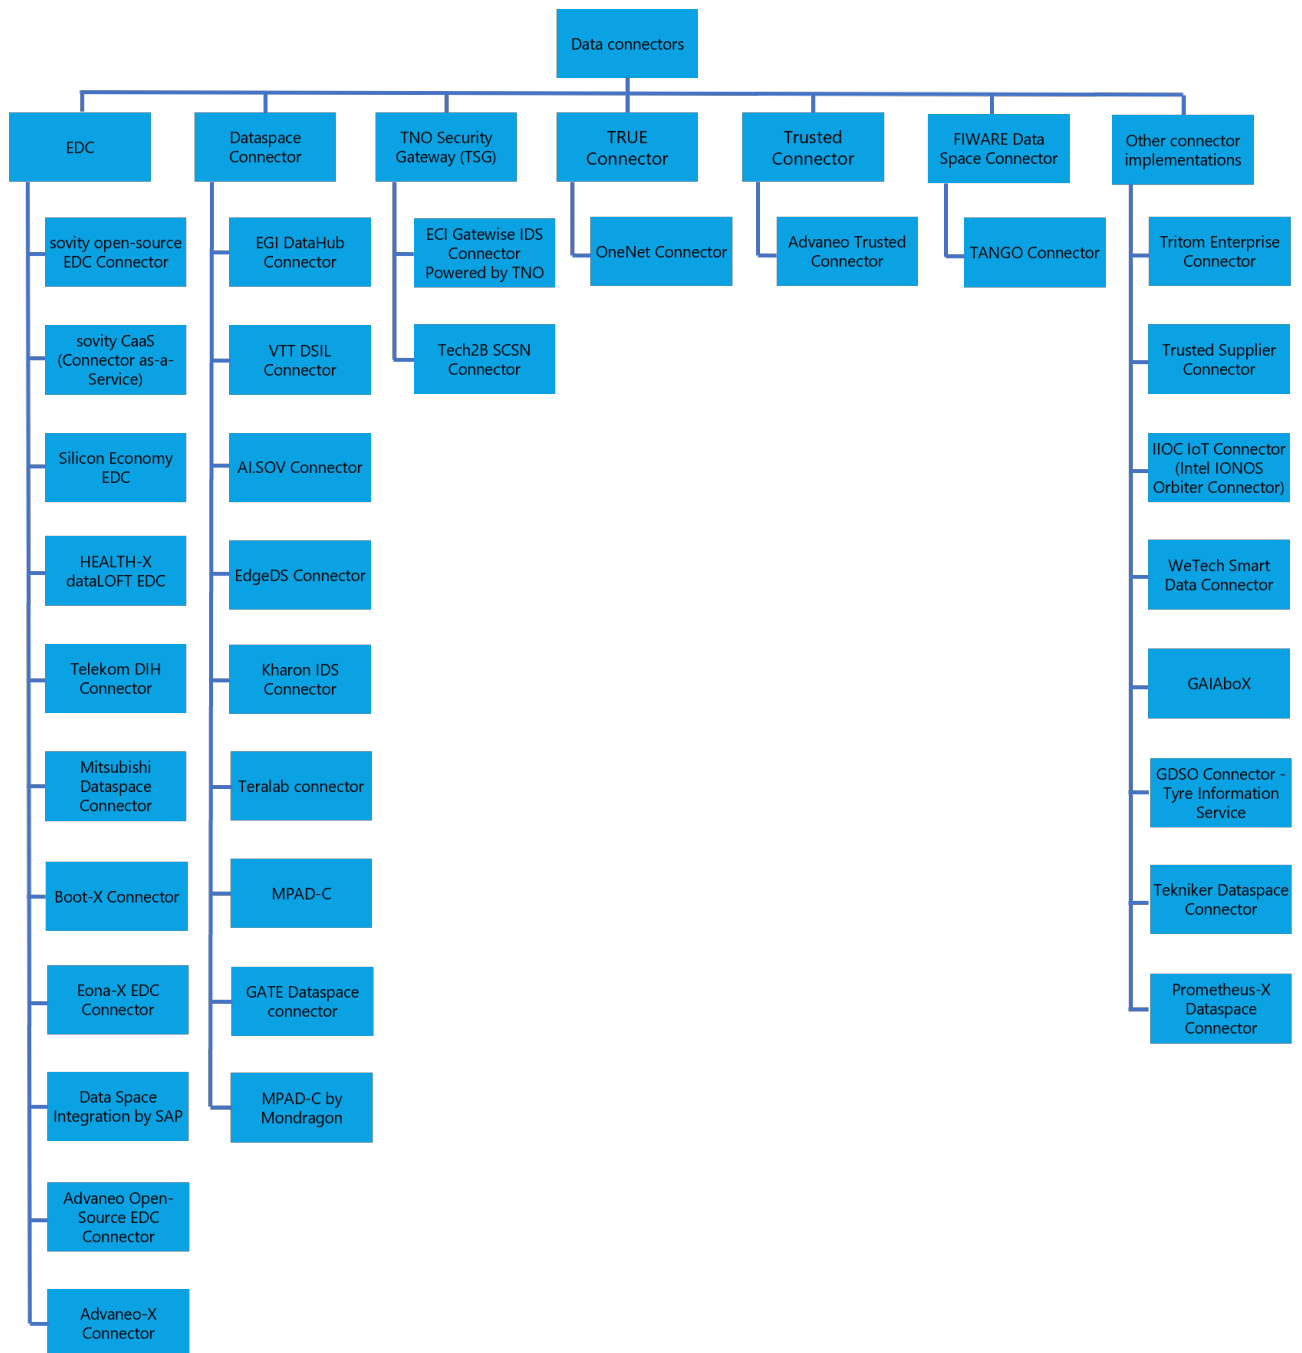 Data connectors
EDC
Dataspace
Connector
TNO Security
Gateway (TSG)
TRUE
Connector
Trusted
Connector
FIWARE Data
Space Connector
Other connector
implementations
sovity open-source
EDC Connector
sovity CaaS
(Connector as-a-
Service)
Silicon Economy
EDC
HEALTH-X
dataLOFT EDC
Telekom DIH
Connector
Mitsubishi
Dataspace
Connector
Boot-X Connector
Eona-X EDC
Connector
Data Space
Integration by SAP
Advaneo Open-
Source EDC
Connector
Advaneo-X
Connector
EGI DataHub
Connector
VTT DSIL
Connector
AI.SOV Connector
EdgeDS Connector
Kharon IDS
Connector
Teralab connector
MPAD-C
GATE Dataspace
connector
MPAD-C by
Mondragon
ECI Gatewise IDS
Connector
Powered by TNO
Tech2B SCSN
Connector
OneNet Connector
Advaneo Trusted
Connector
TANGO Connector
Tritom Enterprise
Connector
Trusted Supplier
Connector
IIOC IoT Connector
(Intel IONOS
Orbiter Connector)
WeTech Smart
Data Connector
GAIAboX
GDSO Connector -
Tyre Information
Service
Tekniker Dataspace
Connector
Prometheus-X
Dataspace
Connector